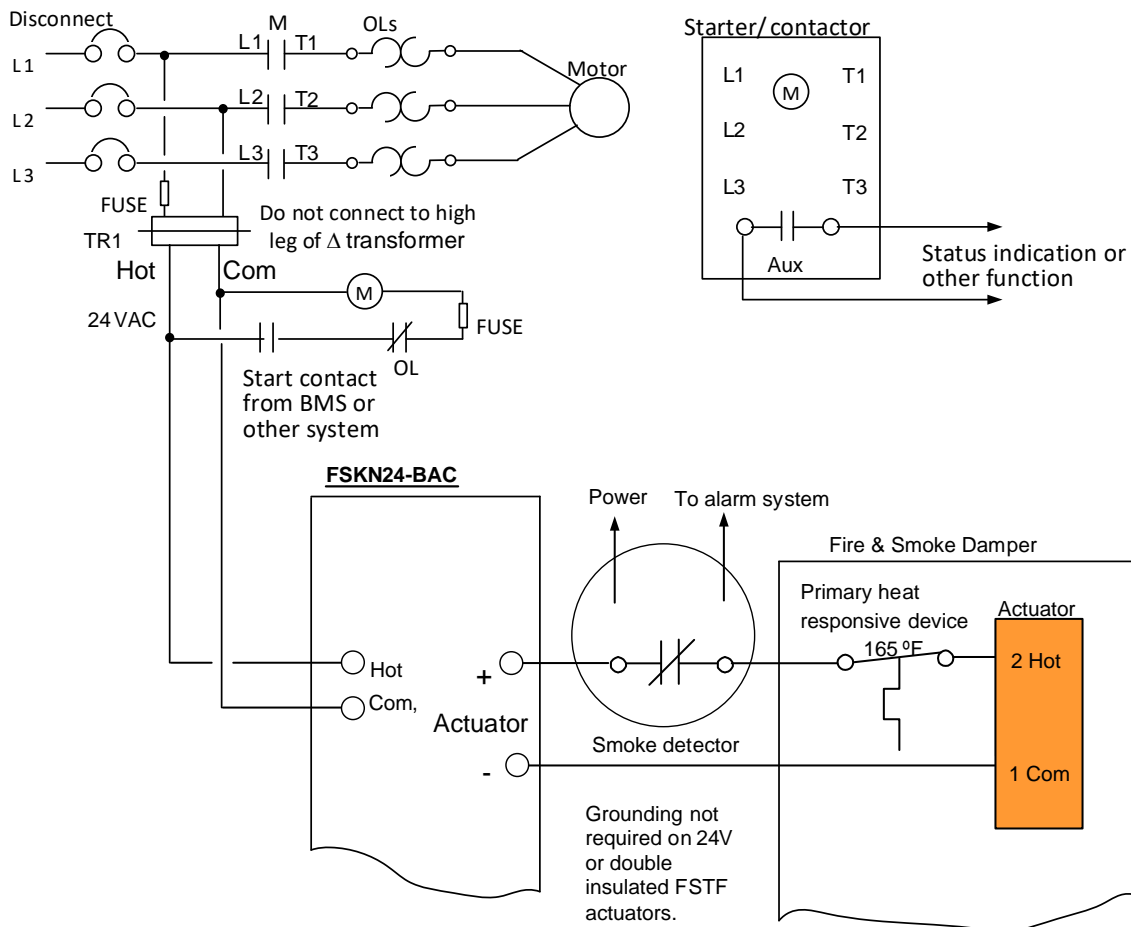 Disconnect
M
OLs
L1
L1
T1
Motor
L2
L2
T2
L3
L3
T3
FUSE
TR1
Do not connect to high
leg of Δ transformer
Hot
Com
24 VAC
M
FUSE
OL
Start contact
from BMS or
other system
Starter/ contactor
L1
M
T1
L2
T2
L3
T3
Aux
Status indication or
other function
FSKN24-BAC
Hot
Com,
+
Actuator
-
Power
To alarm system
Smoke detector
Grounding not
required on 24V
or double
insulated FSTF
actuators.
Fire & Smoke Damper
Primary heat
responsive device
165 ºF
Actuator
2 Hot
1 Com